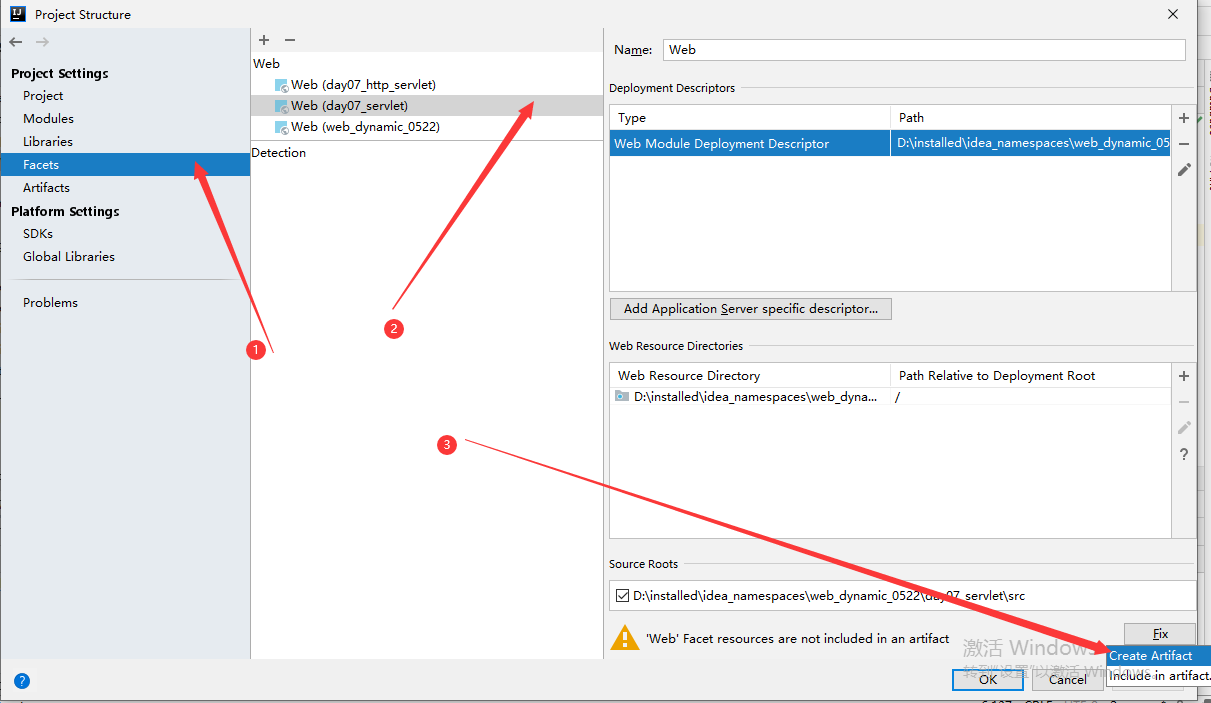 Project Structure
Project Settings
Project
Modules
Libraries
Facets
Artifacts
Platform Settings
SDKs
Global Libraries
Problems
Web
Web (day07_http_servlet)
Web (day07_servlet)
Web (web_dynamic_0522)
Detection
1
2
3
Name: Web
Deployment Descriptors
Type Path
Web Module Deployment Descriptor D:\installed\idea_namespaces\web_dynamic_05
Add Application Server specific descriptor...
Web Resource Directories
Web Resource Directory Path Relative to Deployment Root
D:\installed\idea_namespaces\web_dyna... /
Source Roots
D:\installed\idea_namespaces\web_dynamic_0522\day07_servlet\src
'Web' Facet resources are not included in an artifact
Fix
Create Artifact
Include in artifact
激活 Windows
转到"设置"以激活 Windows
OK Cancel